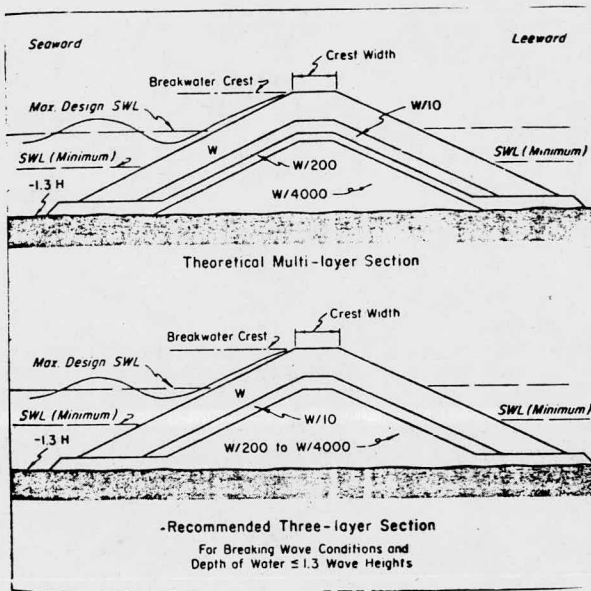 Seaward
Leeward
Crest Width
Breakwater Crest
Max. Design SWL
W/10
SWL (Minimum)
W
W/200
SWL (Minimum)
W/4000
-1.3 H
Theoretical Multi-layer Section
Crest Width
Breakwater Crest
Max. Design SWL
SWL (Minimum)
W
W/10
SWL (Minimum)
W/200 to W/4000
-1.3 H
-Recommended Three-layer Section
For Breaking Wave Conditions and
Depth of Water ≤ 1.3 Wave Heights